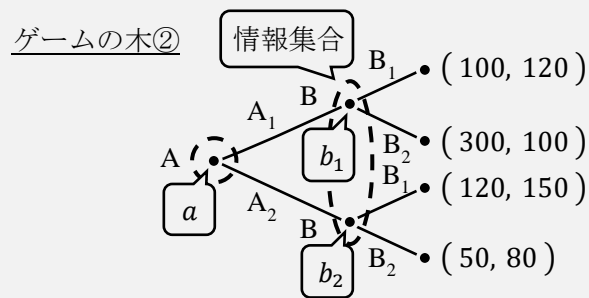 ゲームの木②
情報集合
B₁
( 100, 120 )
B
A₁
b₁
B₂
( 300, 100 )
A
a
B₁
( 120, 150 )
A₂
B
b₂
B₂
( 50, 80 )